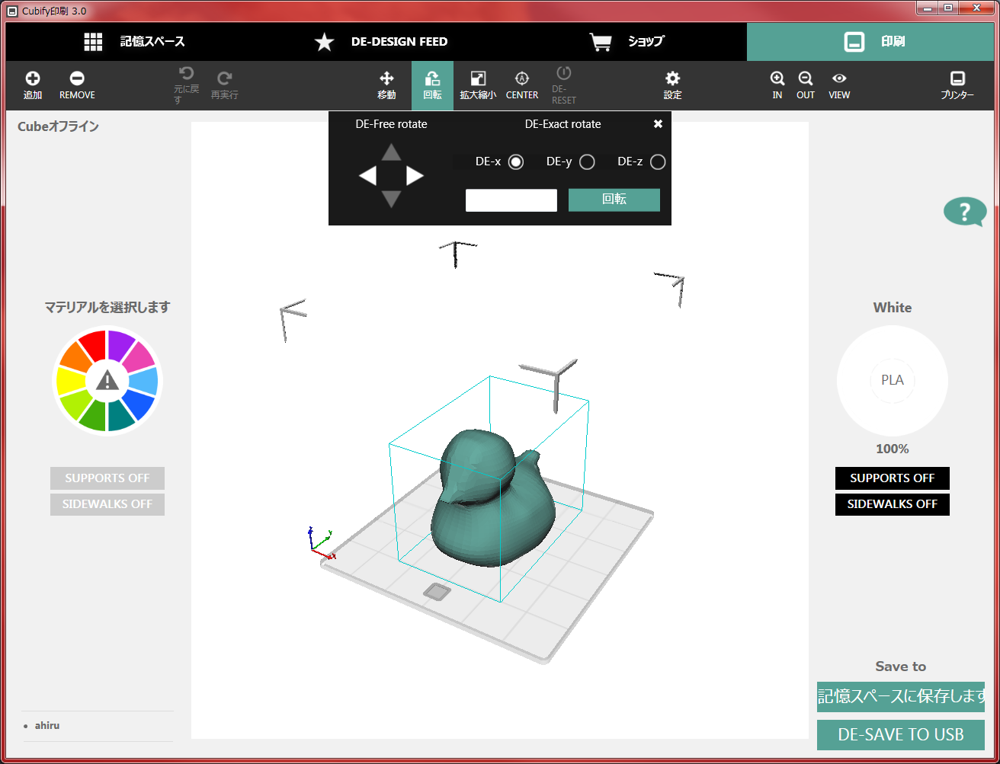 Cubify印刷 3.0
記憶スペース
DE-DESIGN FEED
ショップ
印刷
追加
REMOVE
元に戻
す
再実行
移動
回転
拡大縮小
CENTER
DE-
RESET
設定
IN
OUT
VIEW
プリンター
Cubeオフライン
DE-Free rotate
DE-Exact rotate
DE-x
DE-y
DE-z
回転
?
マテリアルを選択します
SUPPORTS OFF
SIDEWALKS OFF
White
PLA
100%
SUPPORTS OFF
SIDEWALKS OFF
z
y
x
Save to
記憶スペースに保存します
DE-SAVE TO USB
• ahiru